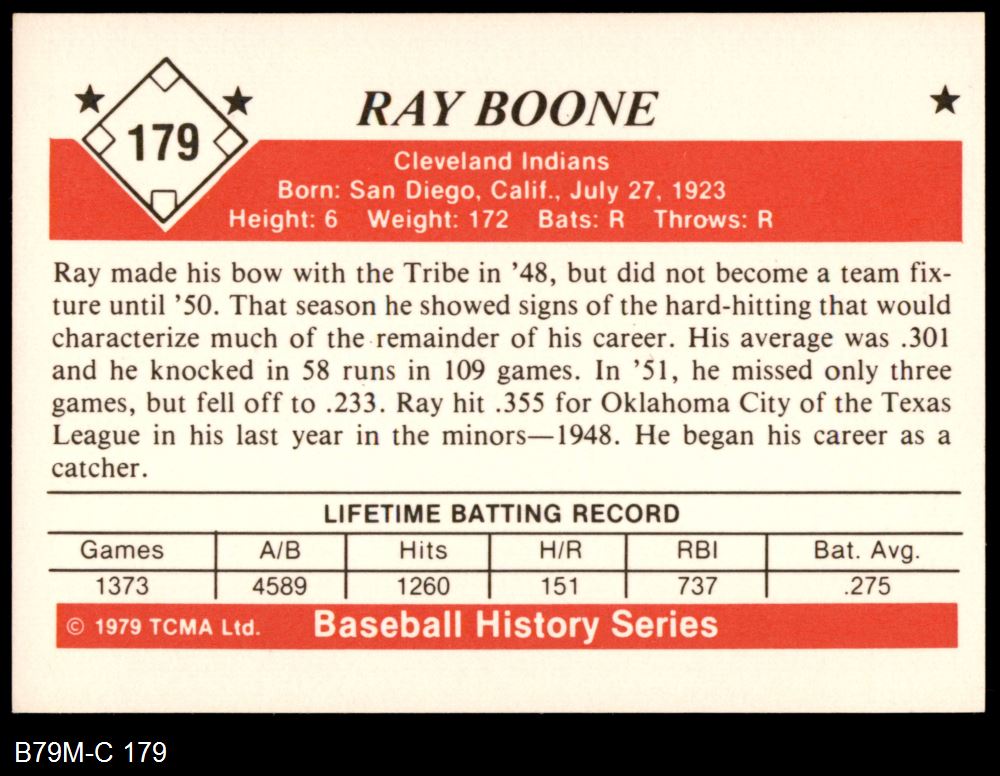 179
RAY BOONE
Cleveland Indians
Born: San Diego, Calif., July 27, 1923
Height: 6 Weight: 172 Bats: R Throws: R
Ray made his bow with the Tribe in ’48, but did not become a team fix-
ture until ’50. That season he showed signs of the hard-hitting that would
characterize much of the remainder of his career. His average was .301
and he knocked in 58 runs in 109 games. In ’51, he missed only three
games, but fell off to .233. Ray hit .355 for Oklahoma City of the Texas
League in his last year in the minors—1948. He began his career as a
catcher.
LIFETIME BATTING RECORD
Games A/B Hits H/R RBI Bat. Avg.
1373 4589 1260 151 737 .275
© 1979 TCMA Ltd. Baseball History Series
B79M-C 179